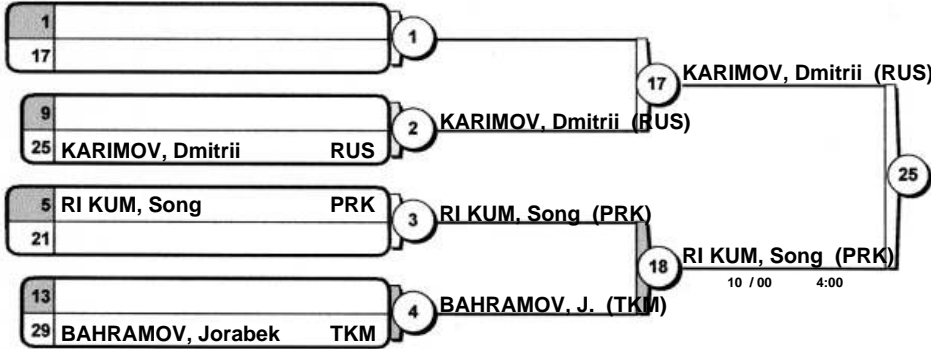 1
17
1
9
25 KARIMOV, Dmitrii RUS
2
KARIMOV, Dmitrii (RUS)
17
KARIMOV, Dmitrii (RUS)
5 RI KUM, Song PRK
21
3
RI KUM, Song (PRK)
13
29 BAHRAMOV, Jorabek TKM
4
BAHRAMOV, J. (TKM)
18
RI KUM, Song (PRK)
10 / 00 4:00
25